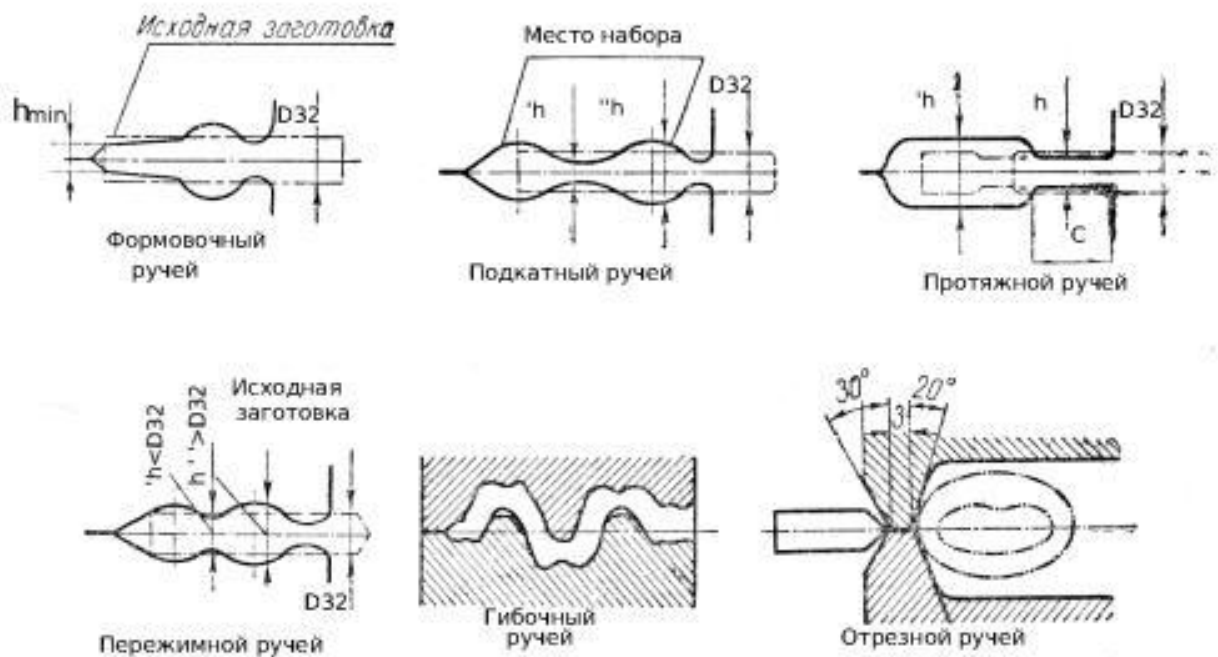 Исходная заготовка
hmin
D32
Формовочный
ручей
Место набора
'h
"h
D32
Подкатный ручей
'h
h
D32
'C
Протяжной ручей
'h<D32
h''>D32
Исходная
заготовка
D32
Пережимной ручей
Гибочный
ручей
30°
20°
3
Отрезной ручей